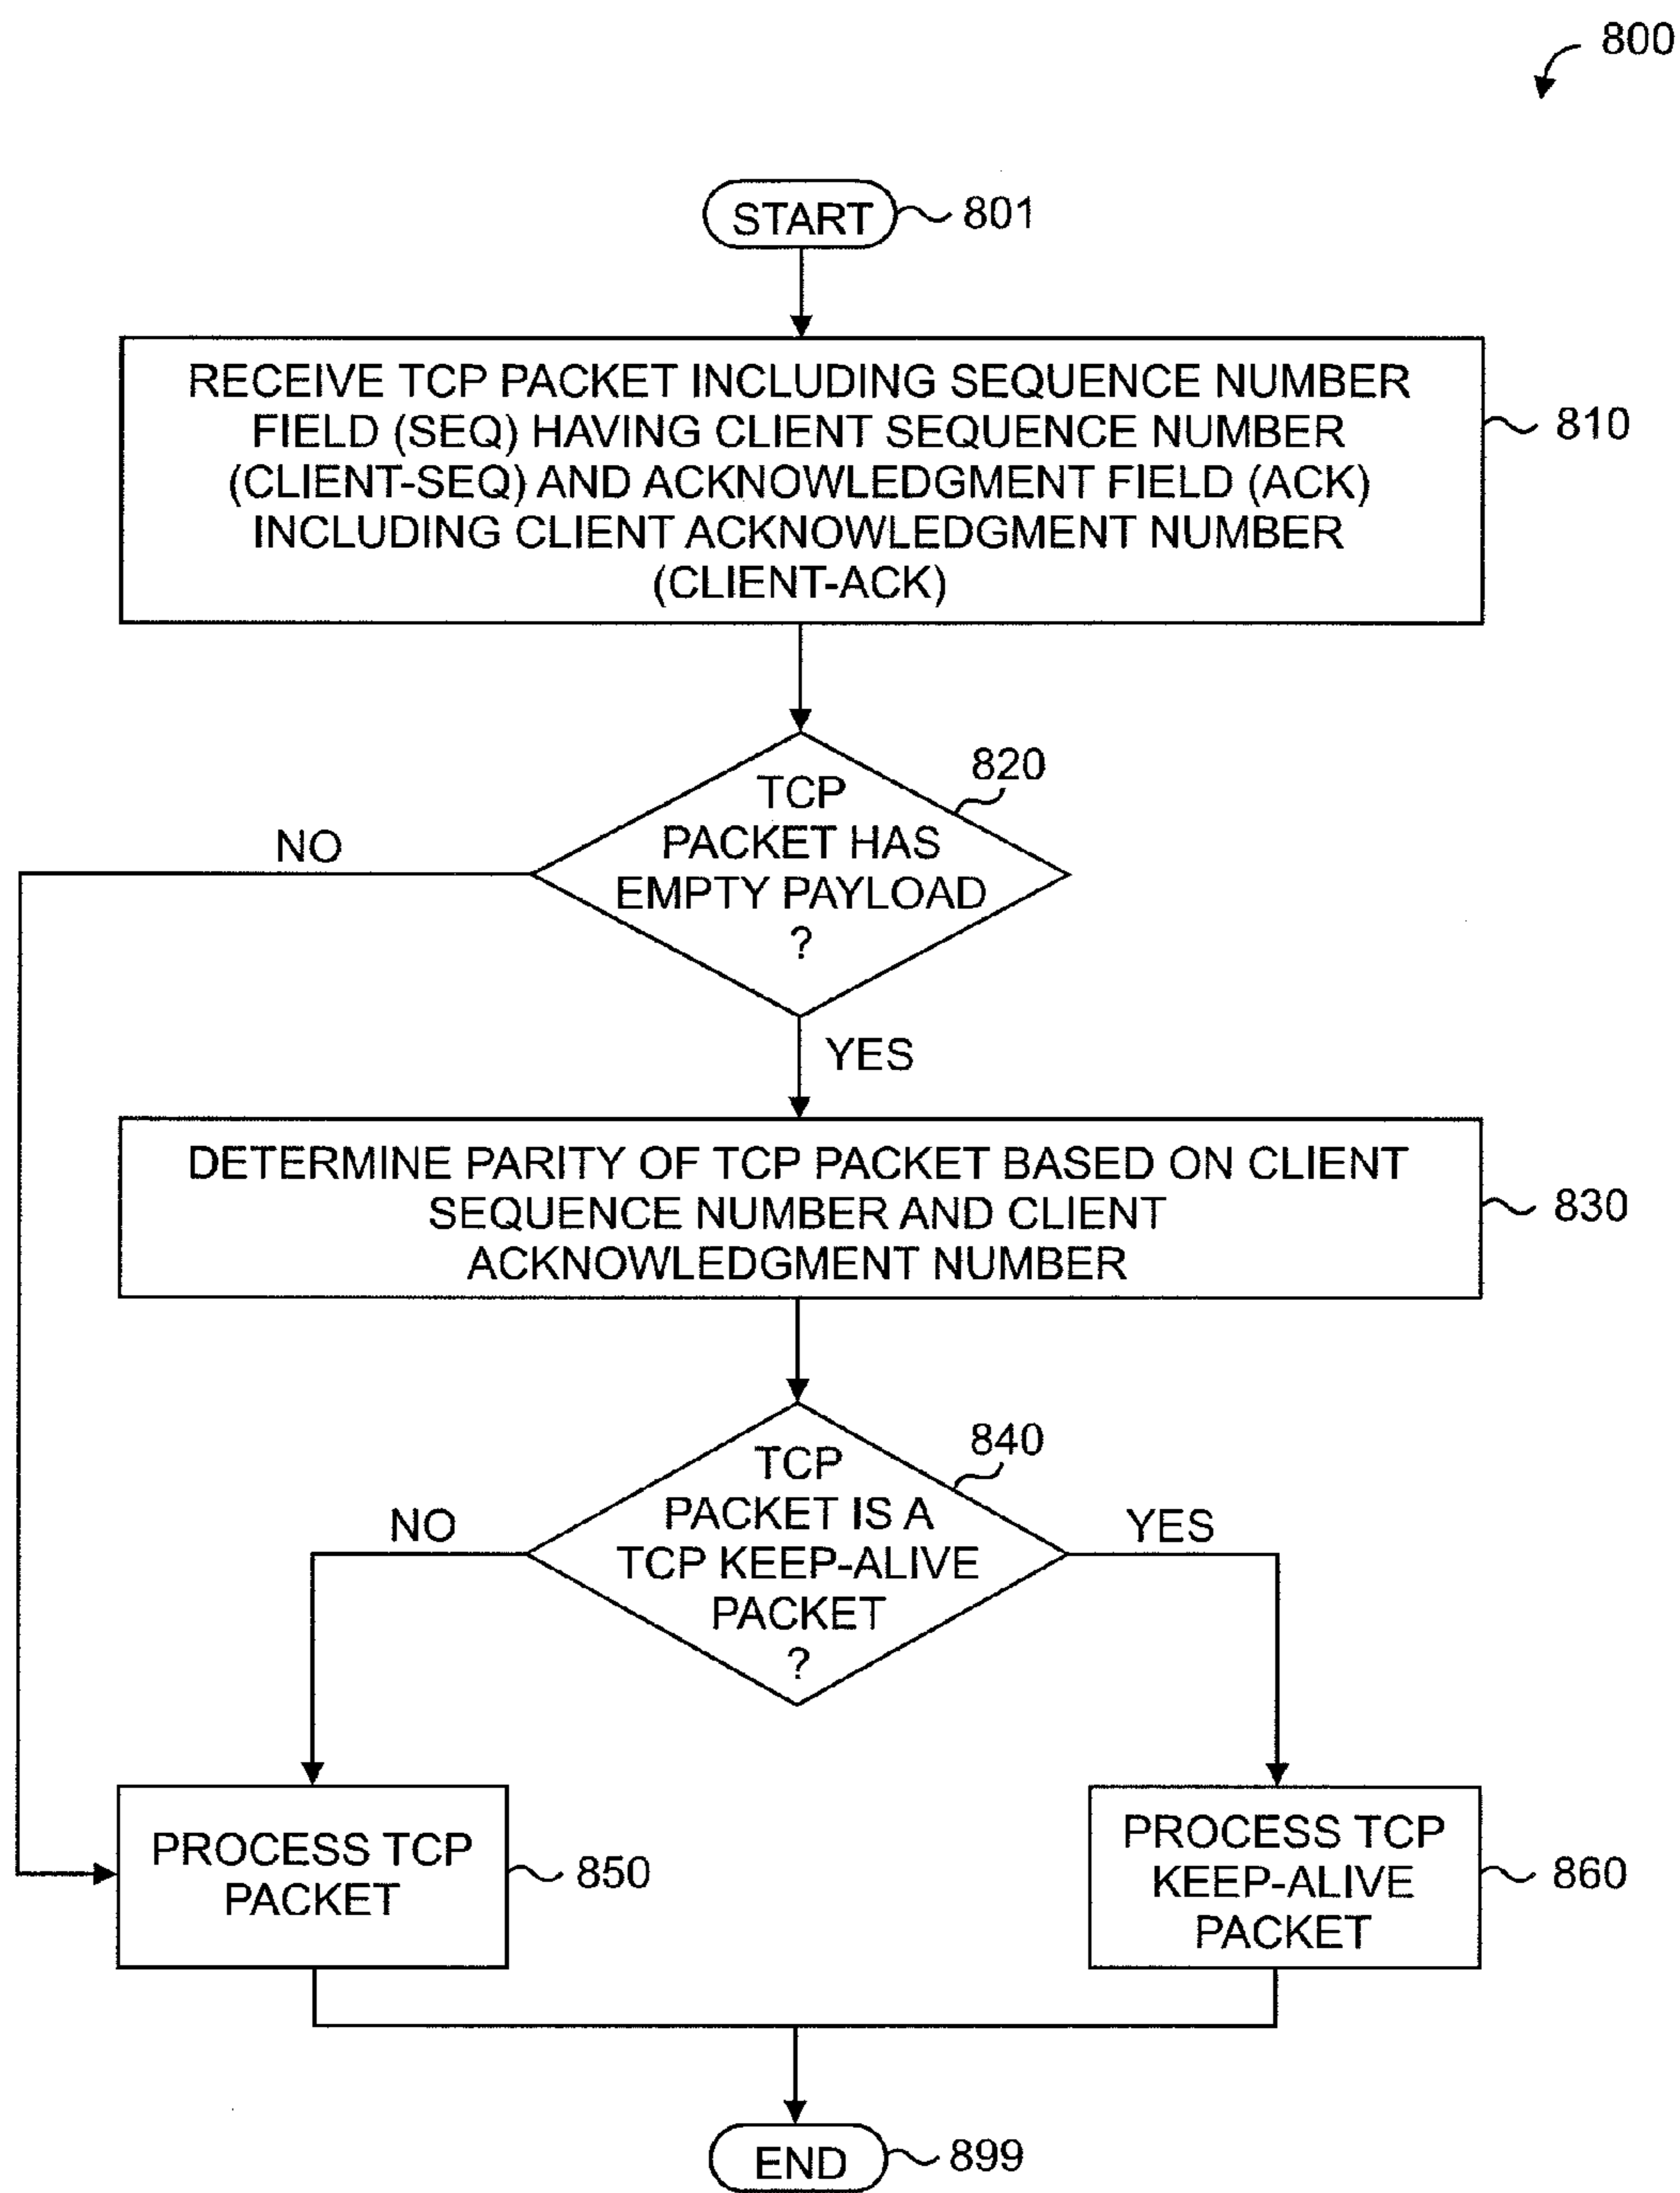 800
START
801
RECEIVE TCP PACKET INCLUDING SEQUENCE NUMBER
FIELD (SEQ) HAVING CLIENT SEQUENCE NUMBER
(CLIENT-SEQ) AND ACKNOWLEDGMENT FIELD (ACK)
INCLUDING CLIENT ACKNOWLEDGMENT NUMBER
(CLIENT-ACK)
810
TCP
PACKET HAS
EMPTY PAYLOAD
?
820
NO
YES
DETERMINE PARITY OF TCP PACKET BASED ON CLIENT
SEQUENCE NUMBER AND CLIENT
ACKNOWLEDGMENT NUMBER
830
TCP
PACKET IS A
TCP KEEP-ALIVE
PACKET
?
840
NO
YES
PROCESS TCP
PACKET
850
PROCESS TCP
KEEP-ALIVE
PACKET
860
END
899